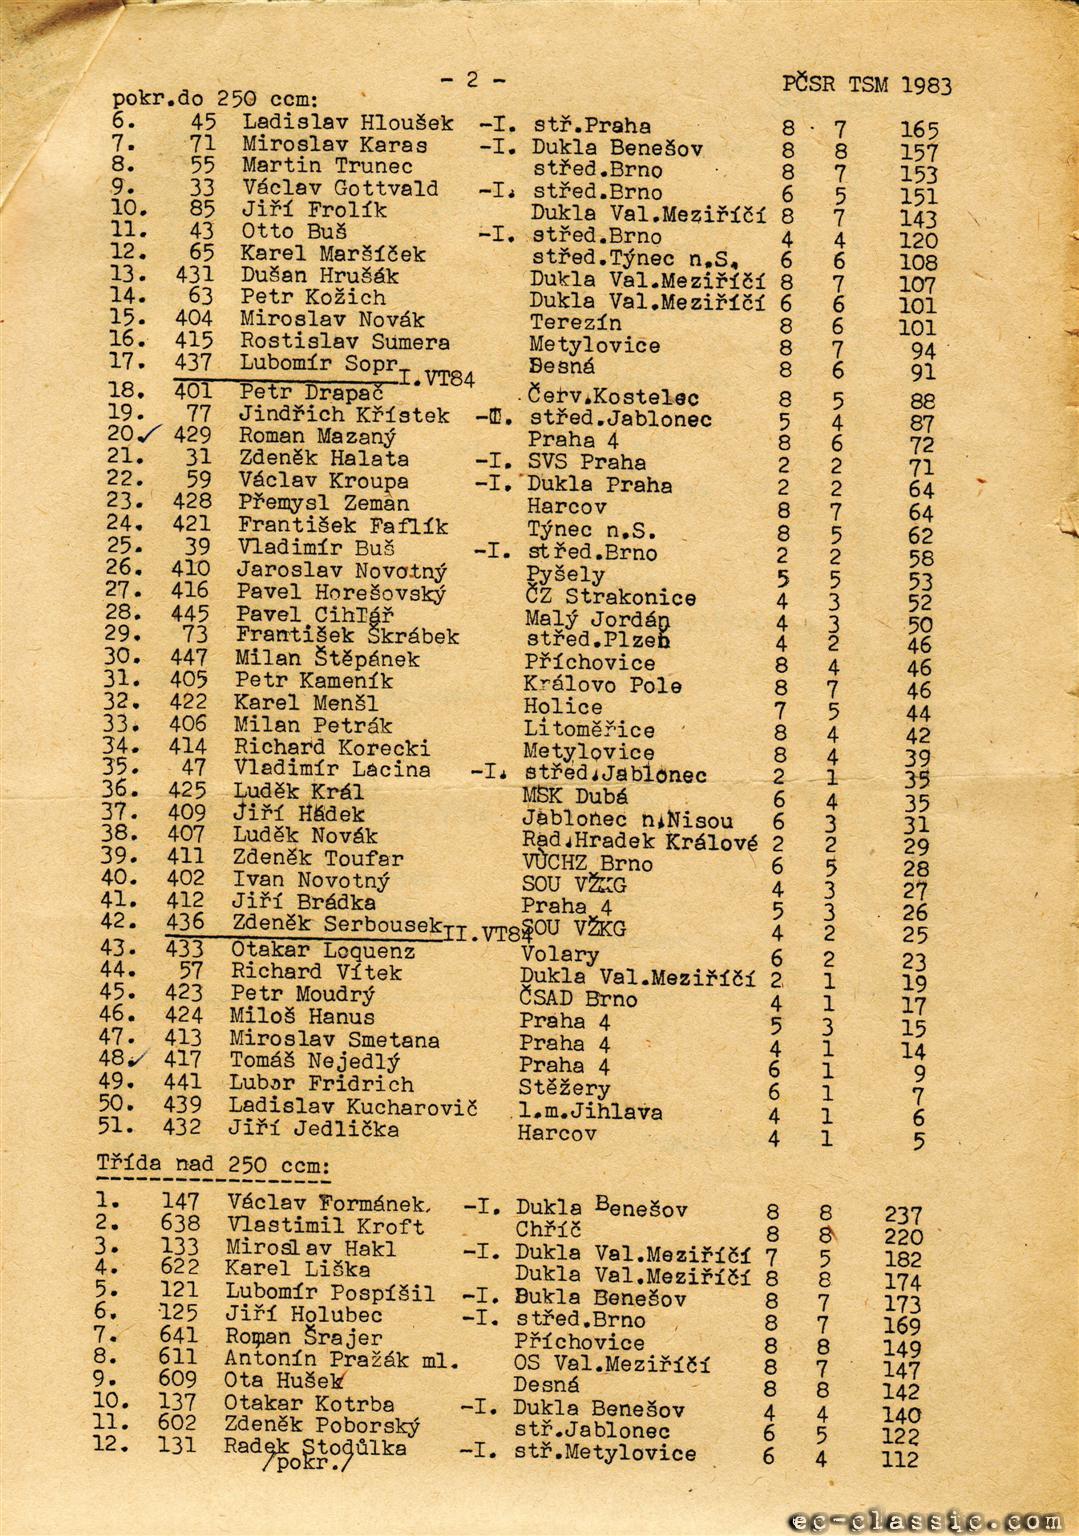 - 2 -
PČSR TSM 1983
pokr.do 250 ccm:
6. 45 Ladislav Hloušek -I. stř.Praha 8 7 165
7. 71 Miroslav Karas -I. Dukla Benešov 8 8 157
8. 55 Martin Trunec střed.Brno 8 7 153
9. 33 Václav Gottvald -I. střed.Brno 6 5 151
10. 85 Jiří Frolík Dukla Val.Meziříčí 8 7 143
11. 43 Otto Buš -I. střed.Brno 4 4 120
12. 65 Karel Maršíček střed.Týnec n.S. 6 6 108
13. 431 Dušan Hrušák Dukla Val.Meziříčí 8 7 107
14. 63 Petr Kožich Dukla Val.Meziříčí 6 6 101
15. 404 Miroslav Novák Terezín 8 6 101
16. 415 Rostislav Sumera Metylovice 8 7 94
17. 437 Lubomír Sopr Desná 8 6 91
I.VT84
18. 401 Petr Drapač Červ.Kostelec 8 5 88
19. 77 Jindřich Křístek -I. střed.Jablonec 5 4 87
20. 429 Roman Mazaný Praha 4 8 6 72
21. 31 Zdeněk Halata -I. SVS Praha 2 2 71
22. 59 Václav Kroupa -I. Dukla Praha 2 2 64
23. 428 Přemysl Zeman Harcov 8 7 64
24. 421 František Faflík Týnec n.S. 8 5 62
25. 39 Vladimír Buš -I. střed.Brno 2 2 58
26. 410 Jaroslav Novotný Pyšely 5 5 53
27. 416 Pavel Horešovský ČZ Strakonice 4 3 52
28. 445 Pavel Cihlář Malý Jordán 4 3 50
29. 73 František Škrábek střed.Plzeň 4 2 46
30. 447 Milan Štěpánek Příchovice 8 4 46
31. 405 Petr Kameník Královo Pole 8 7 46
32. 422 Karel Menšl Holice 7 5 44
33. 406 Milan Petrák Litoměřice 8 4 42
34. 414 Richard Korecki Metylovice 8 4 39
35. 47 Vladimír Lacina -I. střed.Jablonec 2 1 35
36. 425 Luděk Král MSK Dubá 6 4 35
37. 409 Jiří Hádek Jablonec n.Nisou 6 3 31
38. 407 Luděk Novák Rad.Hradek Králové 2 2 29
39. 411 Zdeněk Toufar VÚCHZ Brno 6 5 28
40. 402 Ivan Novotný SOU VŽKG 4 3 27
41. 412 Jiří Brádka Praha 4 5 3 26
42. 436 Zdeněk Serbousek SOU VŽKG 4 2 25
II.VT84
43. 433 Otakar Loquenz Volary 6 2 23
44. 57 Richard Vítek Dukla Val.Meziříčí 2 1 19
45. 423 Petr Moudrý ČSAD Brno 4 1 17
46. 424 Miloš Hanus Praha 4 5 3 15
47. 413 Miroslav Smetana Praha 4 4 1 14
48. 417 Tomáš Nejedlý Praha 4 6 1 9
49. 441 Lubor Fridrich Stěžery 6 1 7
50. 439 Ladislav Kucharovič l.m.Jihlava 4 1 6
51. 432 Jiří Jedlička Harcov 4 1 5
Třída nad 250 ccm:
1. 147 Václav Formánek -I. Dukla Benešov 8 8 237
2. 638 Vlastimil Kroft Chříč 8 8 220
3. 133 Miroslav Hakl -I. Dukla Val.Meziříčí 7 5 182
4. 622 Karel Liška Dukla Val.Meziříčí 8 8 174
5. 121 Lubomír Pospíšil -I. Dukla Benešov 8 7 173
6. 125 Jiří Holubec -I. střed.Brno 8 7 169
7. 641 Roman Šrajer Příchovice 8 8 149
8. 611 Antonín Pražák ml. OS Val.Meziříčí 8 7 147
9. 609 Ota Hušek Desná 8 8 142
10. 137 Otakar Kotrba -I. Dukla Benešov 4 4 140
11. 602 Zdeněk Poborský stř.Jablonec 6 5 122
12. 131 Radek Stodůlka -I. stř.Metylovice 6 4 112
/pokr./
ec-classic.com